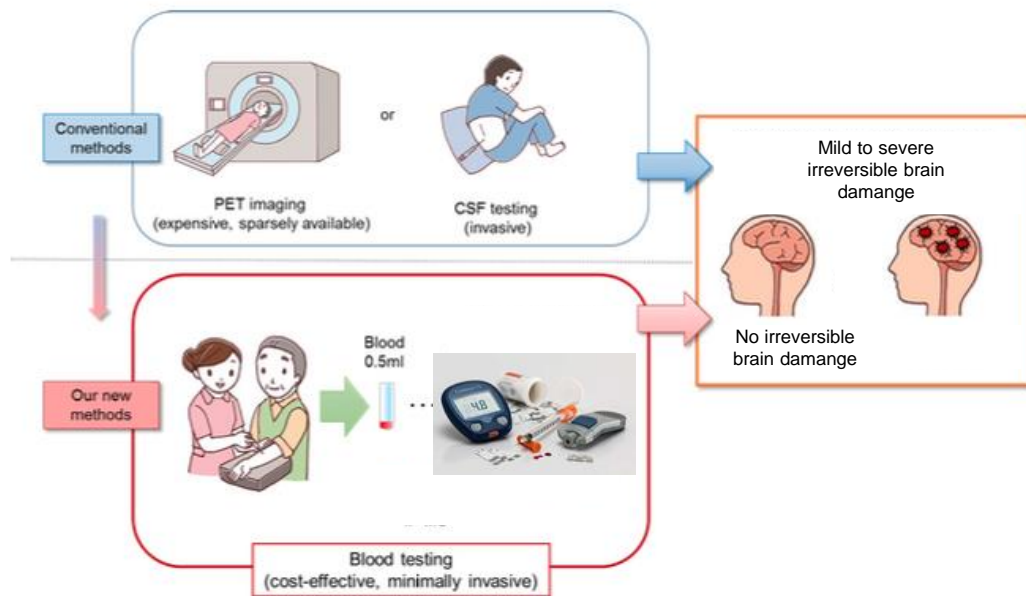 Conventional
methods
or
PET imaging
(expensive, sparsely available)
CSF testing
(invasive)
Mild to severe
irreversible brain
damange
No irreversible
brain damange
Our new
methods
Blood
0.5ml
...
4.8
Blood testing
(cost-effective, minimally invasive)